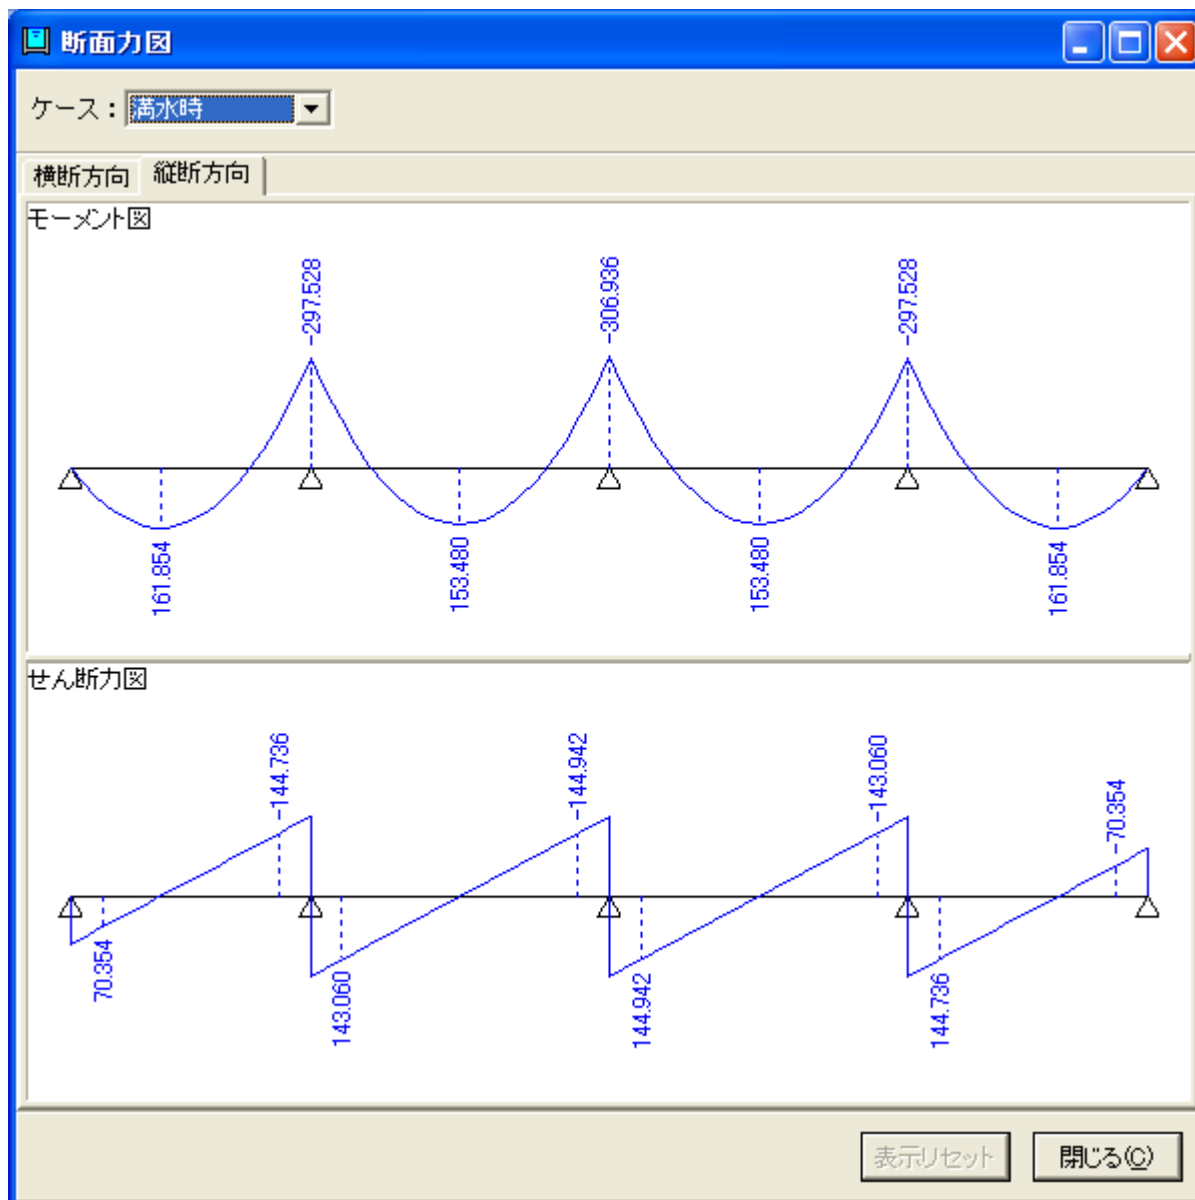 断面力図
ケース：満水時
横断方向 縦断方向
モーメント図
-297.528 -306.936 -297.528
161.854 153.480 153.480 161.854
せん断力図
-144.736 -144.942 -143.060 -70.354
70.354 143.060 144.942 144.736
表示リセット 閉じる(C)